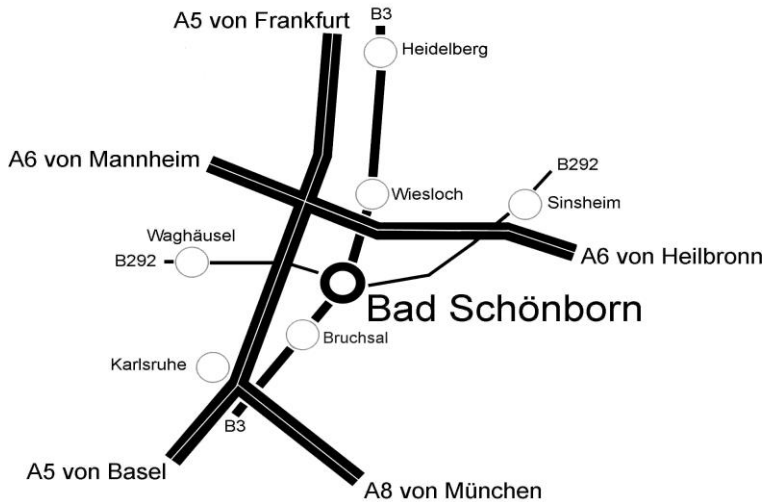 B3
A5 von Frankfurt
Heidelberg
A6 von Mannheim
B292
Wiesloch
Sinsheim
Waghäusel
B292
A6 von Heilbronn
Bad Schönborn
Bruchsal
Karlsruhe
B3
A5 von Basel
A8 von München